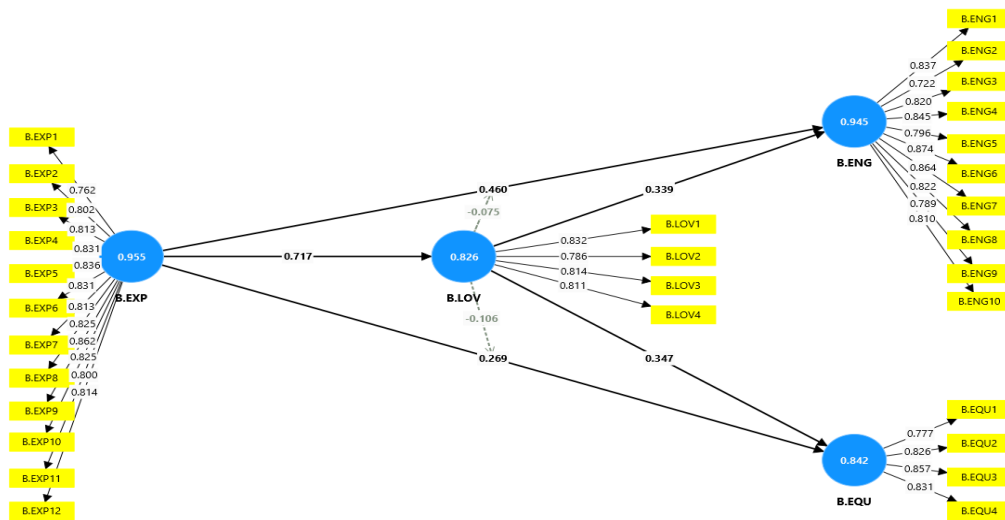 B.EXP1
B.EXP2
B.EXP3
B.EXP4
B.EXP5
B.EXP6
B.EXP7
B.EXP8
B.EXP9
B.EXP10
B.EXP11
B.EXP12
0.762
0.802
0.813
0.831
0.836
0.831
0.813
0.825
0.862
0.825
0.800
0.814
0.955
B.EXP
0.717
0.460
-0.075
0.339
0.826
B.LOV
-0.106
0.269
0.347
0.832
0.786
0.814
0.811
B.LOV1
B.LOV2
B.LOV3
B.LOV4
0.945
B.ENG
0.837
0.722
0.820
0.845
0.796
0.874
0.864
0.822
0.789
0.810
B.ENG1
B.ENG2
B.ENG3
B.ENG4
B.ENG5
B.ENG6
B.ENG7
B.ENG8
B.ENG9
B.ENG10
0.842
B.EQU
0.777
0.826
0.857
0.831
B.EQU1
B.EQU2
B.EQU3
B.EQU4